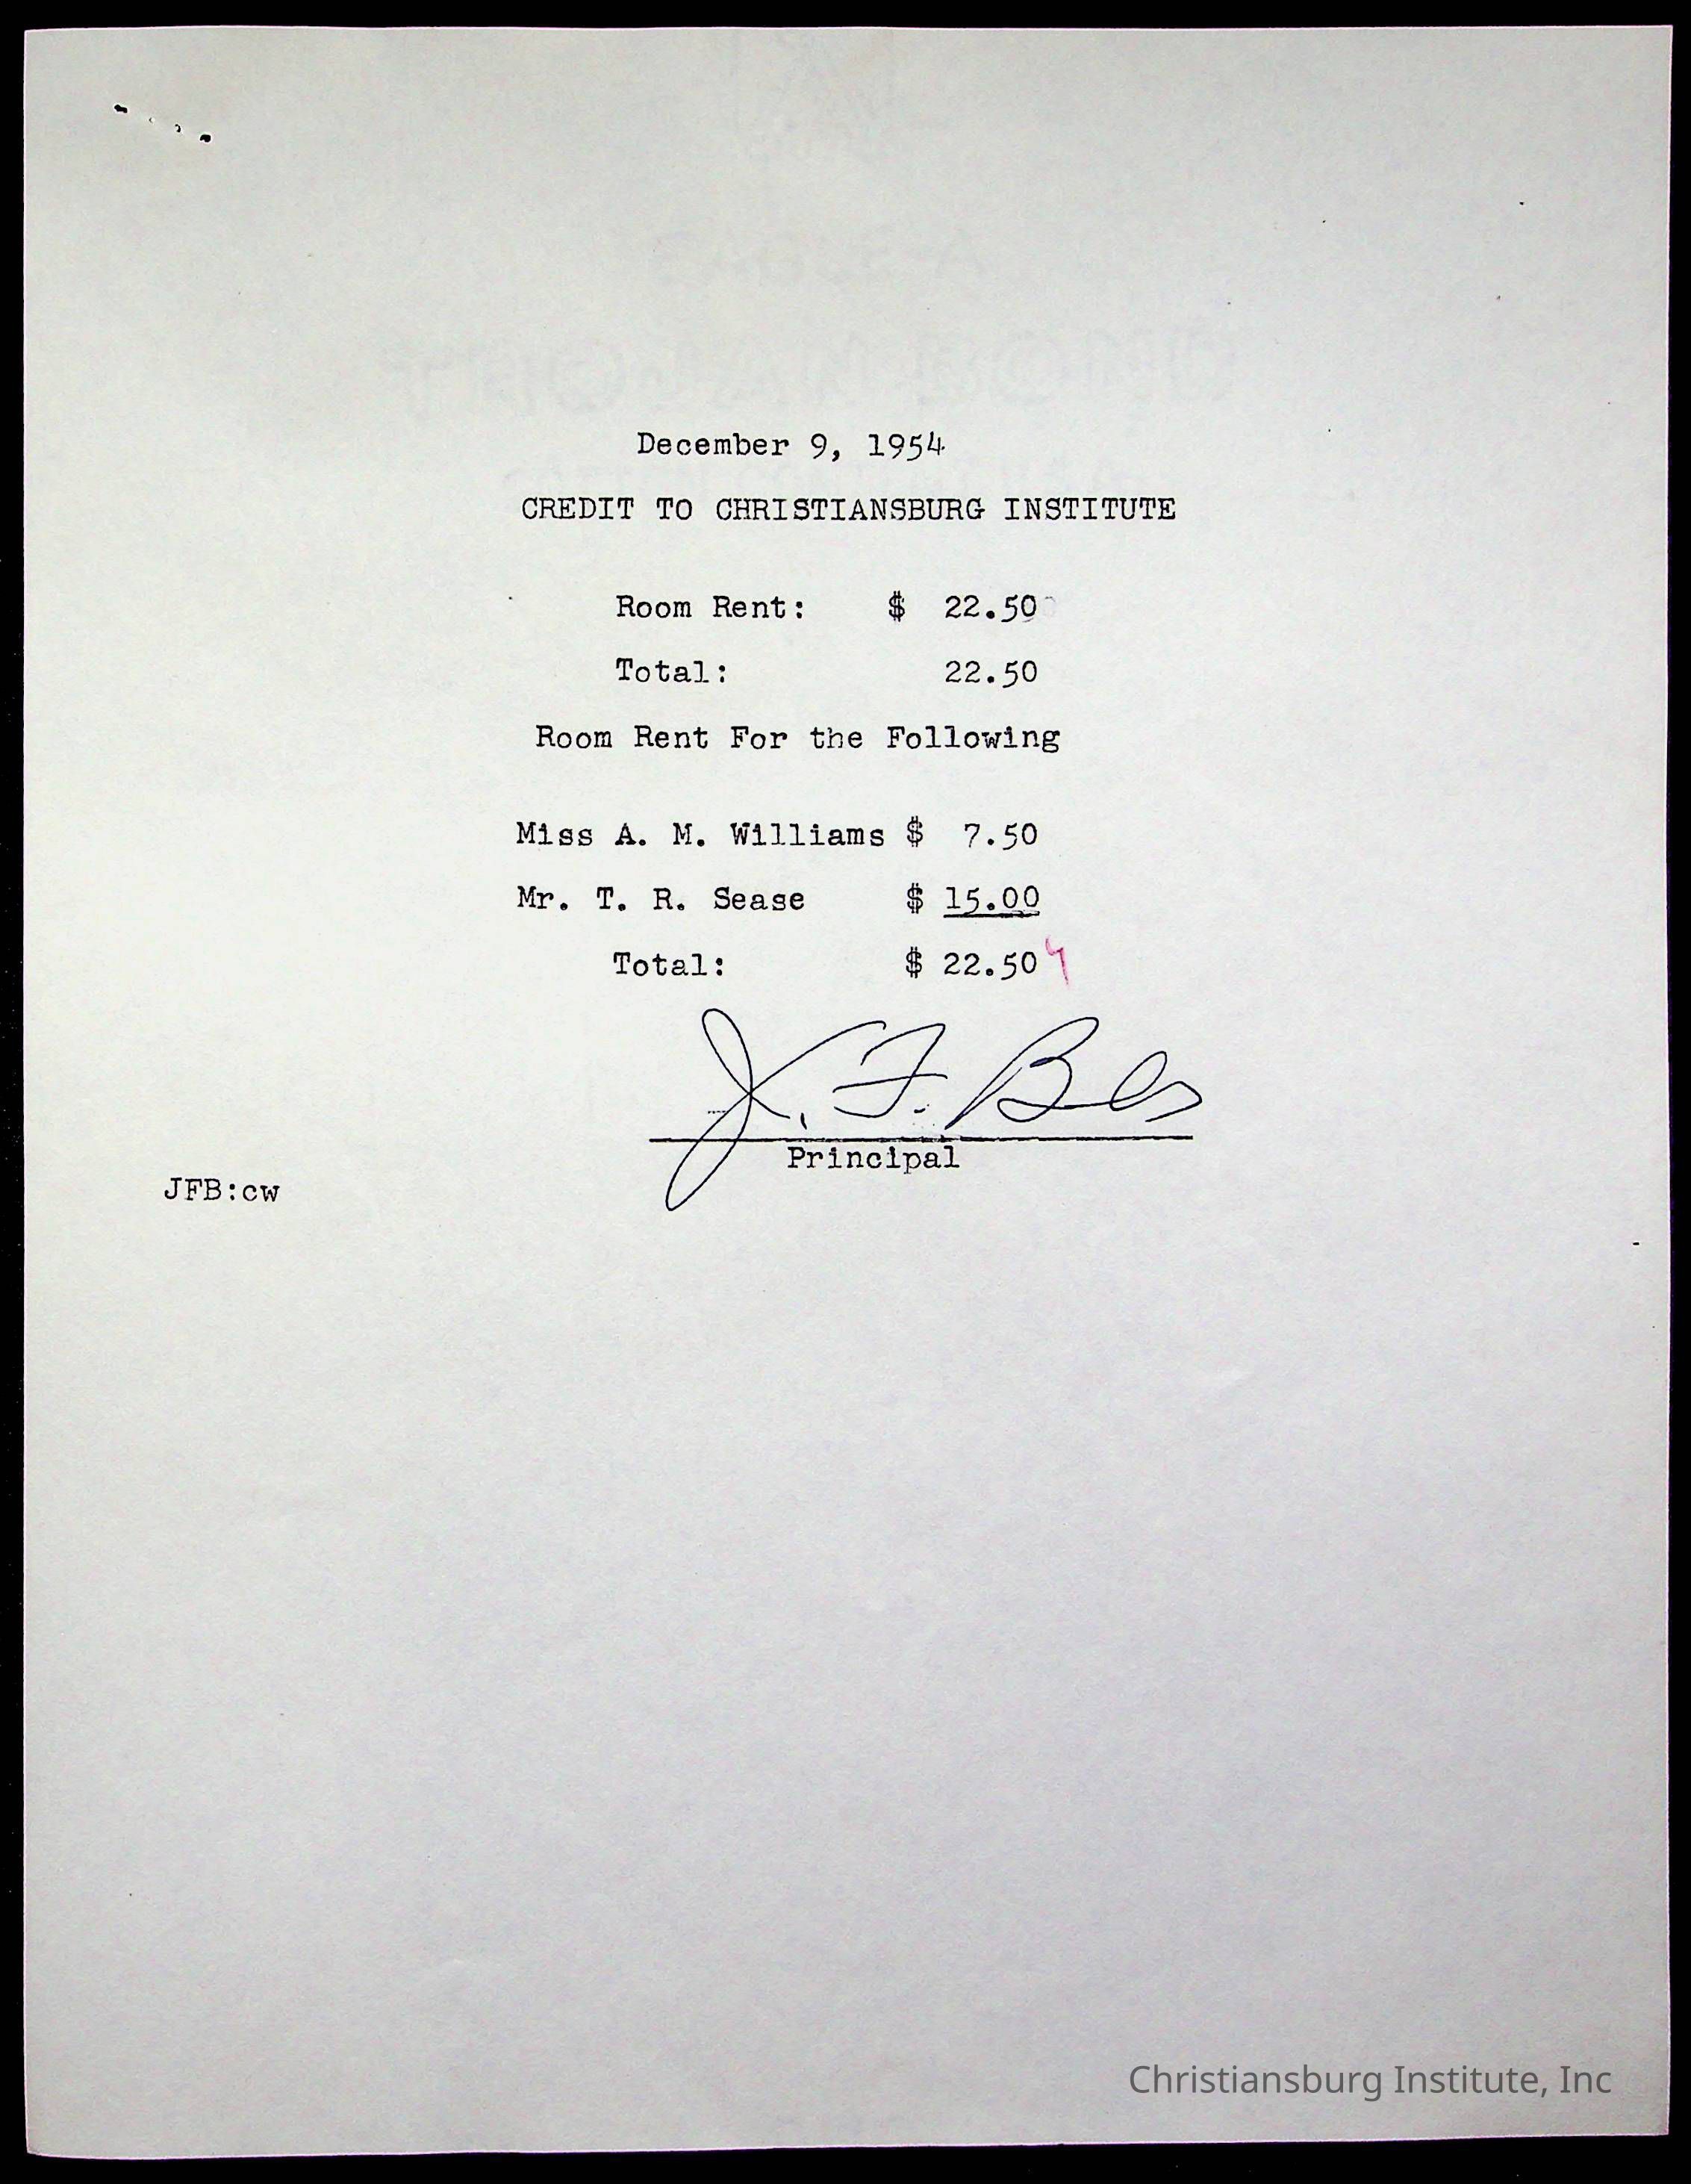 December 9, 1954
CREDIT TO CHRISTIANSBURG INSTITUTE
Room Rent: $ 22.50
Total: 22.50
Room Rent For the Following
Miss A. M. Williams $ 7.50
Mr. T. R. Sease $ 15.00
Total: $ 22.50
J. F.
Principal
JFB:cw
Christiansburg Institute, Inc